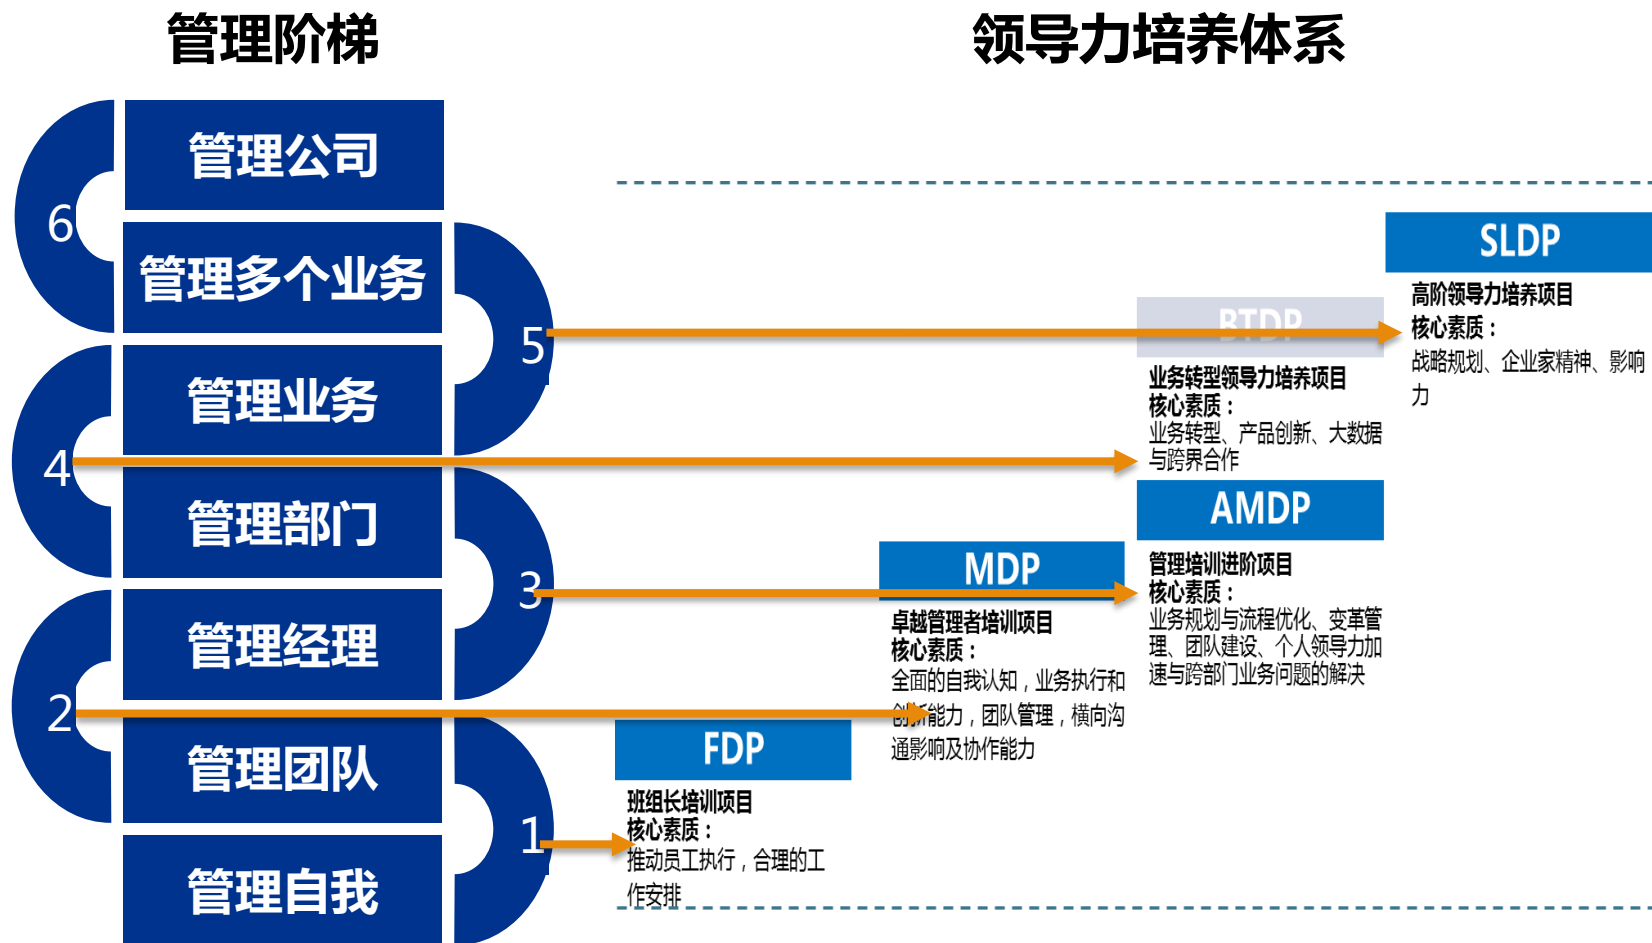 管理阶梯
领导力培养体系
管理公司
6
管理多个业务
5
管理业务
4
管理部门
3
管理经理
2
管理团队
1
管理自我
SLDP
高阶领导力培养项目
核心素质：
战略规划、企业家精神、影响
力
BTDP
业务转型领导力培养项目
核心素质：
业务转型、产品创新、大数据
与跨界合作
AMDP
管理培训进阶项目
核心素质：
业务规划与流程优化、变革管
理、团队建设、个人领导力加
速与跨部门业务问题的解决
MDP
卓越管理者培训项目
核心素质：
全面的自我认知，业务执行和
创新能力，团队管理，横向沟
通影响及协作能力
FDP
班组长培训项目
核心素质：
推动员工执行，合理的工
作安排